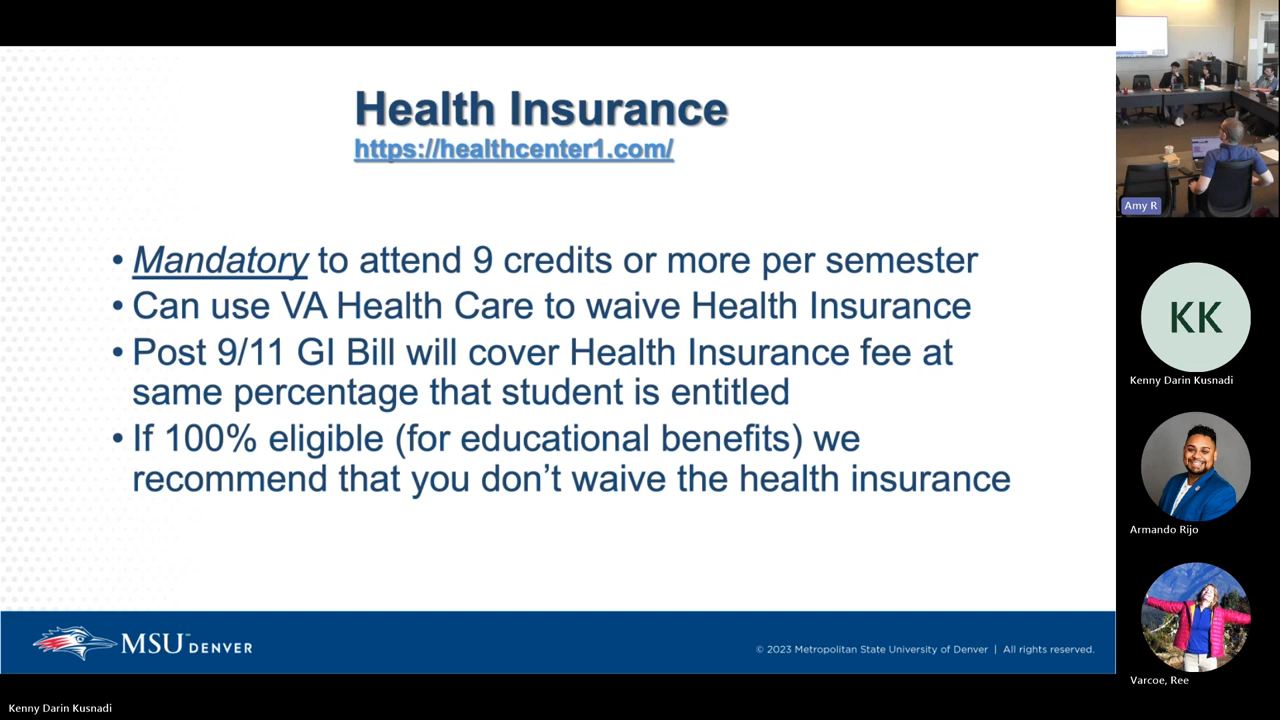 Health Insurance
https://healthcenter1.com/
• Mandatory to attend 9 credits or more per semester
• Can use VA Health Care to waive Health Insurance
• Post 9/11 GI Bill will cover Health Insurance fee at
same percentage that student is entitled
• If 100% eligible (for educational benefits) we
recommend that you don’t waive the health insurance
MSU DENVER
© 2023 Metropolitan State University of Denver | All rights reserved.
Amy R
KK
Kenny Darin Kusnadi
Armando Rijo
Varcoe, Ree
Kenny Darin Kusnadi